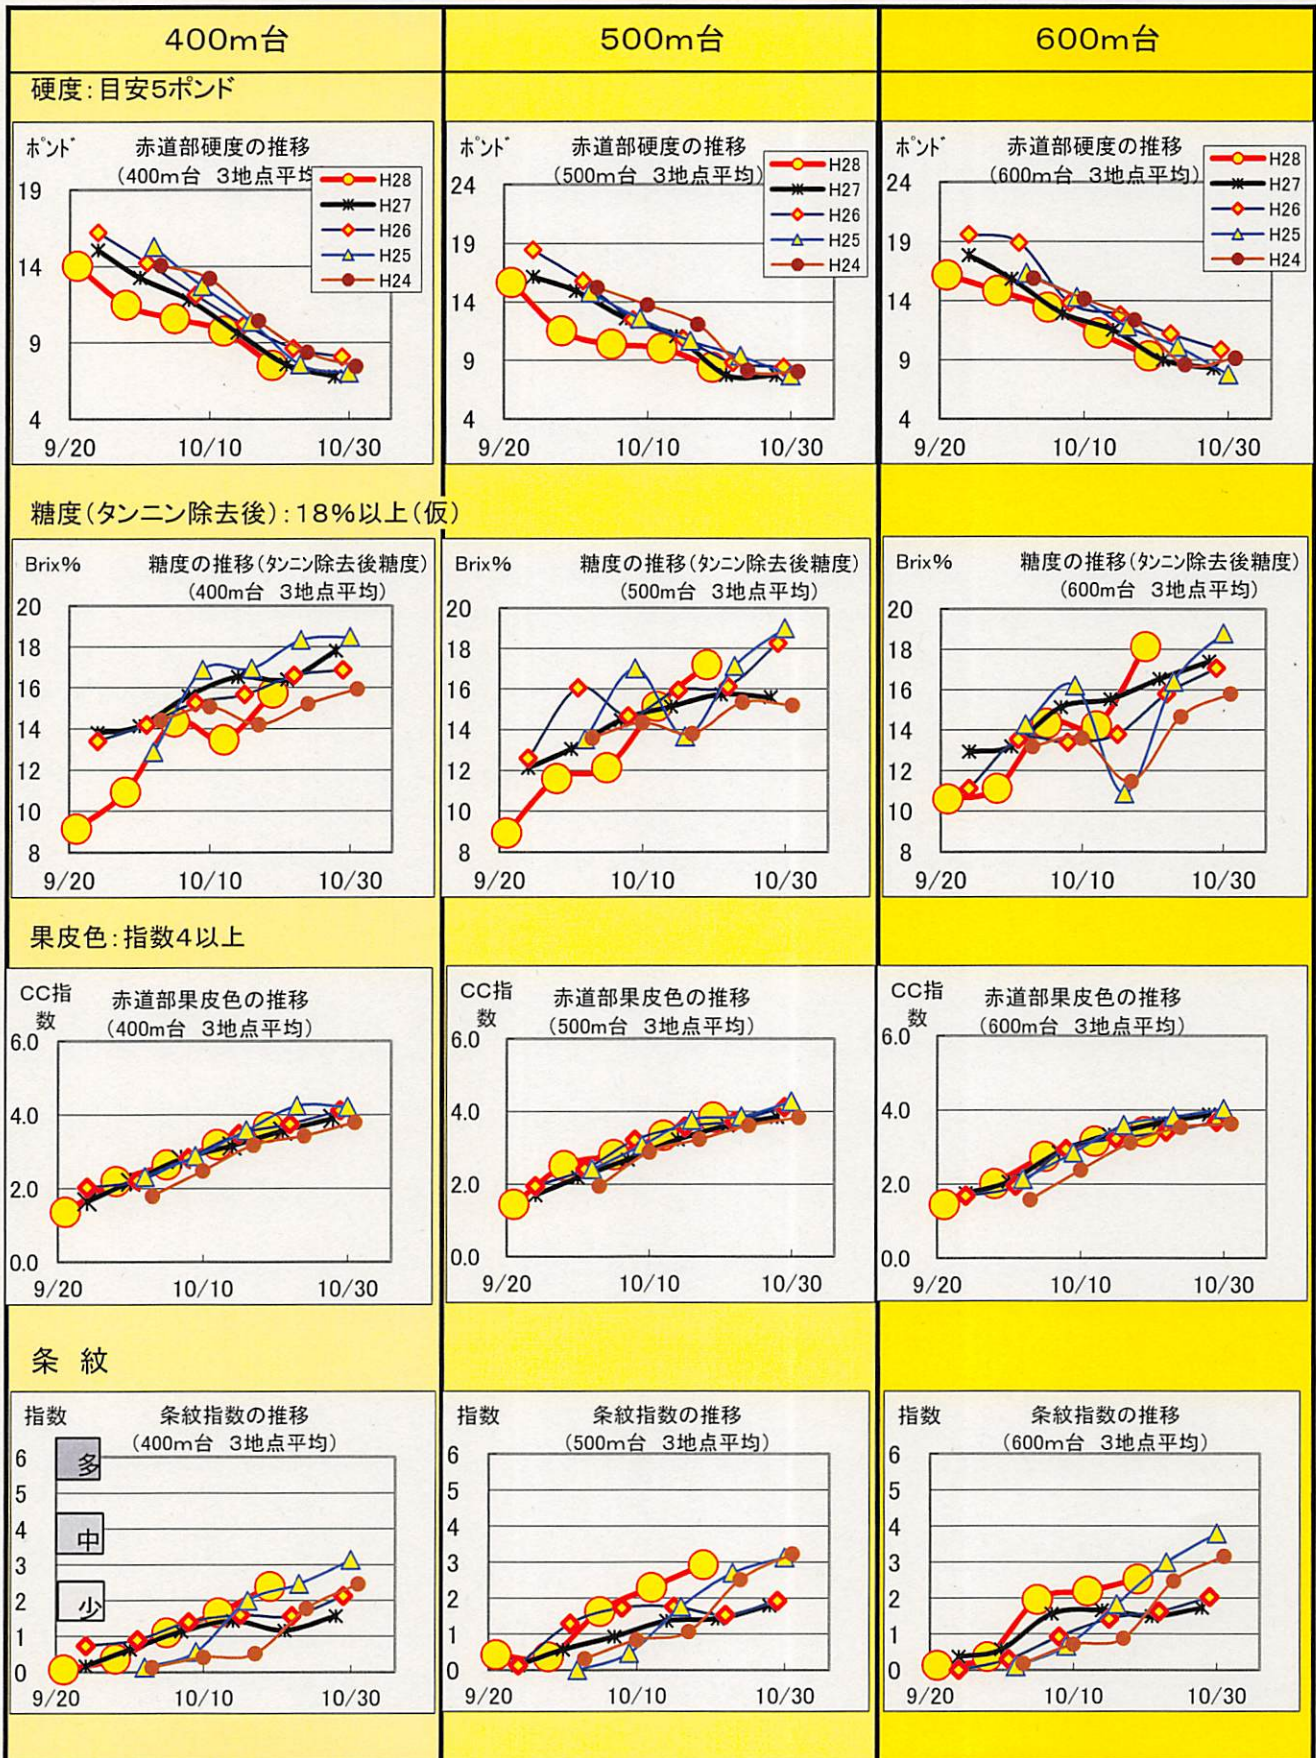 400m台
500m台
600m台
硬度:目安5ポンド
ポンド
赤道部硬度の推移
(400m台 3地点平均
H28
H27
H26
H25
H24
19
14
9
4
9/20
10/10
10/30
ポンド
赤道部硬度の推移
(500m台 3地点平均)
H28
H27
H26
H25
H24
24
19
14
9
4
9/20
10/10
10/30
ポンド
赤道部硬度の推移
(600m台 3地点平均)
H28
H27
H26
H25
H24
24
19
14
9
4
9/20
10/10
10/30
糖度(タンニン除去後):18%以上(仮)
Brix%
糖度の推移(タンニン除去後糖度)
(400m台 3地点平均)
20
18
16
14
12
10
8
9/20
10/10
10/30
Brix%
糖度の推移(タンニン除去後糖度)
(500m台 3地点平均)
20
18
16
14
12
10
8
9/20
10/10
10/30
Brix%
糖度の推移(タンニン除去後糖度)
(600m台 3地点平均)
20
18
16
14
12
10
8
9/20
10/10
10/30
果皮色:指数4以上
CC指
数
赤道部果皮色の推移
(400m台 3地点平均)
6.0
4.0
2.0
0.0
9/20
10/10
10/30
CC指
数
赤道部果皮色の推移
(500m台 3地点平均)
6.0
4.0
2.0
0.0
9/20
10/10
10/30
CC指
数
赤道部果皮色の推移
(600m台 3地点平均)
6.0
4.0
2.0
0.0
9/20
10/10
10/30
条 紋
指数
条紋指数の推移
(400m台 3地点平均)
多
中
少
6
5
4
3
2
1
0
9/20
10/10
10/30
指数
条紋指数の推移
(500m台 3地点平均)
6
5
4
3
2
1
0
9/20
10/10
10/30
指数
条紋指数の推移
(600m台 3地点平均)
6
5
4
3
2
1
0
9/20
10/10
10/30